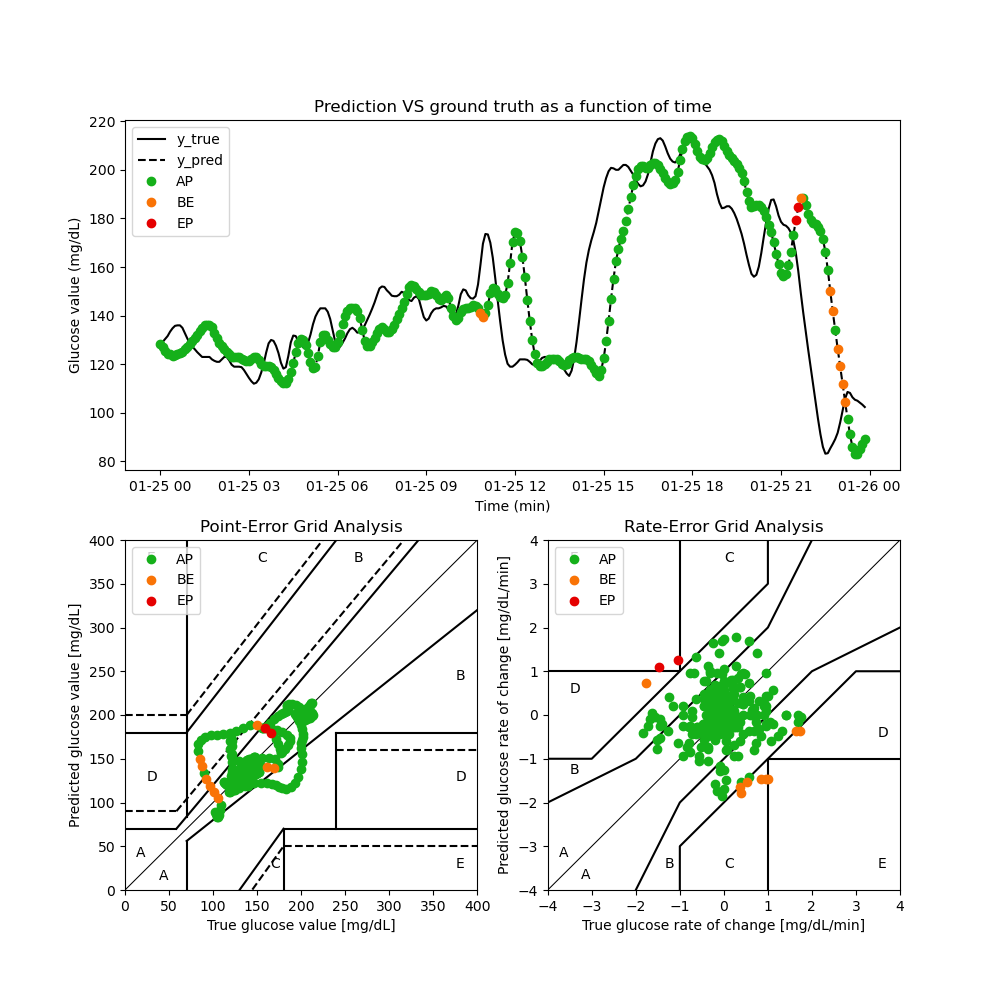 Prediction VS ground truth as a function of time
220
200
180
160
140
120
100
80
Glucose value (mg/dL)
y_true
y_pred
AP
BE
EP
01-25 00 01-25 03 01-25 06 01-25 09 01-25 12 01-25 15 01-25 18 01-25 21 01-26 00
Time (min)
Point-Error Grid Analysis
400
350
300
250
200
150
100
50
0
Predicted glucose value [mg/dL]
AP
BE
EP
C B
B
D D
A
A
C E
0 50 100 150 200 250 300 350 400
True glucose value [mg/dL]
Rate-Error Grid Analysis
4
3
2
1
0
−1
−2
−3
−4
Predicted glucose rate of change [mg/dL/min]
AP
BE
EP
C
D
D
B
A
A B C E
−4 −3 −2 −1 0 1 2 3 4
True glucose rate of change [mg/dL/min]